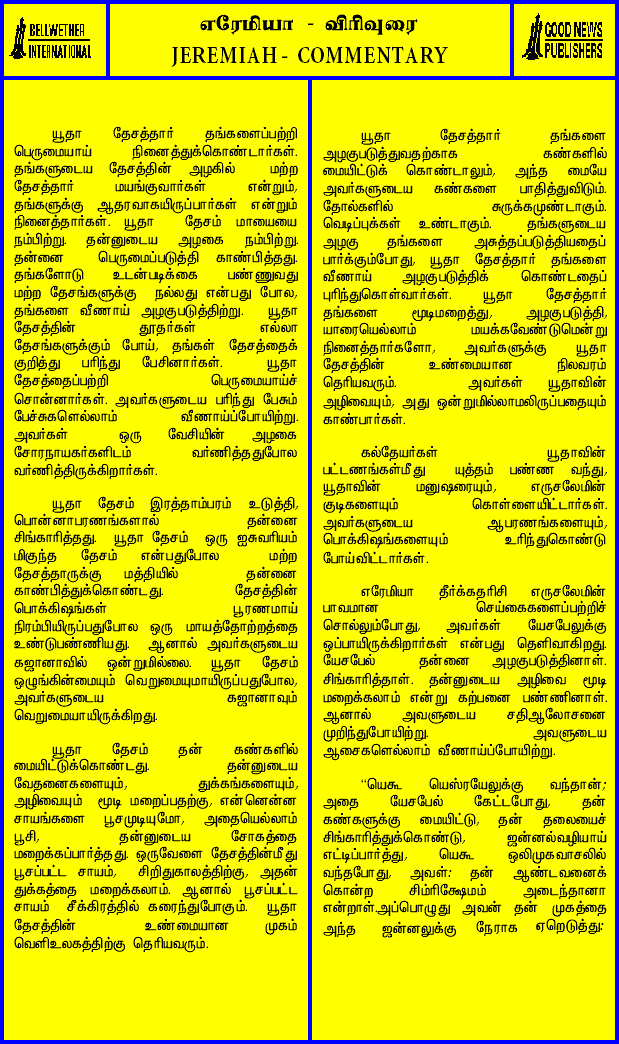 BELLWETHER
INTERNATIONAL
எரேமியா - விரிவுரை
JEREMIAH - COMMENTARY
GOOD NEWS
PUBLISHERS
யூதா தேசத்தார் தங்களைப்பற்றி
பெருமையாய் நினைத்துக்கொண்டார்கள்.
தங்களுடைய தேசத்தின் அழகில் மற்ற
தேசத்தார் மயங்குவார்கள் என்றும்,
தங்களுக்கு ஆதரவாகயிருப்பார்கள் என்றும்
நினைத்தார்கள். யூதா தேசம் மாயையை
நம்பிற்று. தன்னுடைய அழகை நம்பிற்று.
தன்னை பெருமைப்படுத்தி காண்பித்தது.
தங்களோடு உடன்படிக்கை பண்ணுவது
மற்ற தேசங்களுக்கு நல்லது என்பது போல,
தங்களை வீணாய் அழகுபடுத்திற்று. யூதா
தேசத்தின் தூதர்கள் எல்லா
தேசங்களுக்கும் போய், தங்கள் தேசத்தைக்
குறித்து பரிந்து பேசினார்கள். யூதா
தேசத்தைப்பற்றி பெருமையாய்ச்
சொன்னார்கள். அவர்களுடைய பரிந்து பேசும்
பேச்சுகளெல்லாம் வீணாய்ப்போயிற்று.
அவர்கள் ஒரு வேசியின் அழகை
சோரநாயகர்களிடம் வர்ணித்ததுபோல
வர்ணித்திருக்கிறார்கள்.
யூதா தேசம் இரத்தாம்பரம் உடுத்தி,
பொன்னாபரணங்களால் தன்னை
சிங்காரித்தது. யூதா தேசம் ஒரு ஐசுவரியம்
மிகுந்த தேசம் என்பதுபோல மற்ற
தேசத்தாருக்கு மத்தியில் தன்னை
காண்பித்துக்கொண்டது. தேசத்தின்
பொக்கிஷங்கள் பூரணமாய்
நிரம்பியிருப்பதுபோல ஒரு மாயத்தோற்றத்தை
உண்டுபண்ணியது. ஆனால் அவர்களுடைய
கஜானாவில் ஒன்றுமில்லை. யூதா தேசம்
ஒழுங்கின்மையும் வெறுமையுமாயிருப்பதுபோல,
அவர்களுடைய கஜானாவும்
வெறுமையாயிருக்கிறது.
யூதா தேசம் தன் கண்களில்
மையிட்டுக்கொண்டது. தன்னுடைய
வேதனைகளையும், துக்கங்களையும்,
அழிவையும் மூடி மறைப்பதற்கு, என்னென்ன
சாயங்களை பூசமுடியுமோ, அதையெல்லாம்
பூசி, தன்னுடைய சோகத்தை
மறைக்கப்பார்த்தது. ஒருவேளை தேசத்தின்மீது
பூசப்பட்ட சாயம், சிறிதுகாலத்திற்கு, அதன்
துக்கத்தை மறைக்கலாம். ஆனால் பூசப்பட்ட
சாயம் சீக்கிரத்தில் கரைந்துபோகும். யூதா
தேசத்தின் உண்மையான முகம்
வெளிஉலகத்திற்கு தெரியவரும்.
யூதா தேசத்தார் தங்களை
அழகுபடுத்துவதற்காக கண்களில்
மையிட்டுக் கொண்டாலும், அந்த மையே
அவர்களுடைய கண்களை பாதித்துவிடும்.
தோல்களில் சுருக்கமுண்டாகும்.
வெடிப்புக்கள் உண்டாகும். தங்களுடைய
அழகு தங்களை அசுத்தப்படுத்தியதைப்
பார்க்கும்போது, யூதா தேசத்தார் தங்களை
வீணாய் அழகுபடுத்திக் கொண்டதைப்
புரிந்துகொள்வார்கள். யூதா தேசத்தார்
தங்களை மூடிமறைத்து, அழகுபடுத்தி,
யாரையெல்லாம் மயக்கவேண்டுமென்று
நினைத்தார்களோ, அவர்களுக்கு யூதா
தேசத்தின் உண்மையான நிலவரம்
தெரியவரும். அவர்கள் யூதாவின்
அழிவையும், அது ஒன்றுமில்லாமலிருப்பதையும்
காண்பார்கள்.
கல்தேயர்கள் யூதாவின்
பட்டணங்கள்மீது யுத்தம் பண்ண வந்து,
யூதாவின் மனுஷரையும், எருசலேமின்
குடிகளையும் கொள்ளையிட்டார்கள்.
அவர்களுடைய ஆபரணங்களையும்,
பொக்கிஷங்களையும் உரிந்துகொண்டு
போய்விட்டார்கள்.
எரேமியா தீர்க்கதரிசி எருசலேமின்
பாவமான செய்கைகளைப்பற்றிச்
சொல்லும்போது, அவர்கள் யேசபேலுக்கு
ஒப்பாயிருக்கிறார்கள் என்பது தெளிவாகிறது.
யேசபேல் தன்னை அழகுபடுத்தினாள்.
சிங்காரித்தாள். தன்னுடைய அழிவை மூடி
மறைக்கலாம் என்று கற்பனை பண்ணினாள்.
ஆனால் அவளுடைய சதிஆலோசனை
முறிந்துபோயிற்று. அவளுடைய
ஆசைகளெல்லாம் வீணாய்ப்போயிற்று.
“யெகூ யெஸ்ரயேலுக்கு வந்தான்;
அதை யேசபேல் கேட்டபோது, தன்
கண்களுக்கு மையிட்டு, தன் தலையைச்
சிங்காரித்துக்கொண்டு, ஜன்னல்வழியாய்
எட்டிப்பார்த்து, யெகூ ஒலிமுகவாசலில்
வந்தபோது, அவள்: தன் ஆண்டவனைக்
கொன்ற சிம்ரிக்ஷேமம் அடைந்தானா
என்றாள்.அப்பொழுது அவன் தன் முகத்தை
அந்த ஜன்னலுக்கு நேராக ஏறெடுத்து: